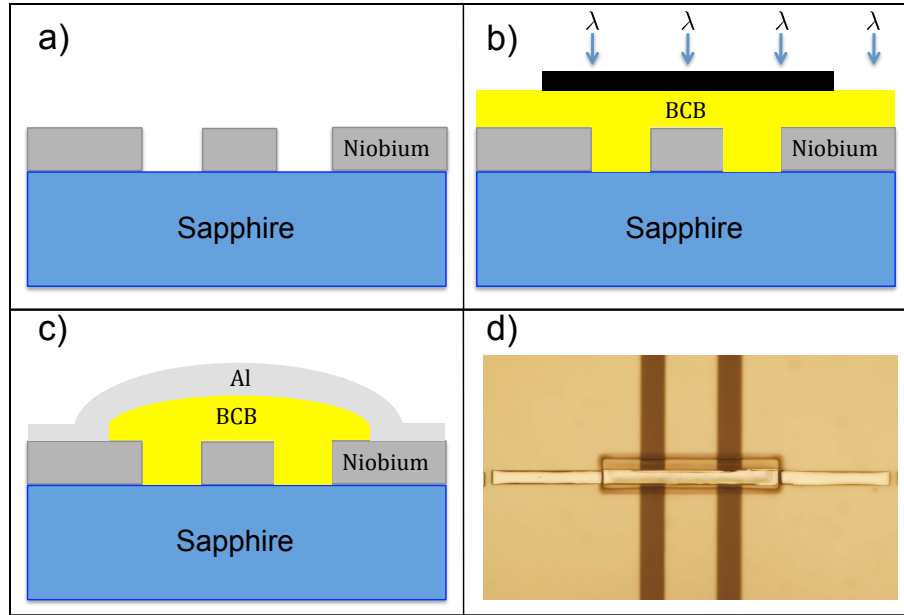 a)
Niobium
Sapphire
b)
λ λ λ λ
BCB
Niobium
Sapphire
c)
Al
BCB
Niobium
Sapphire
d)